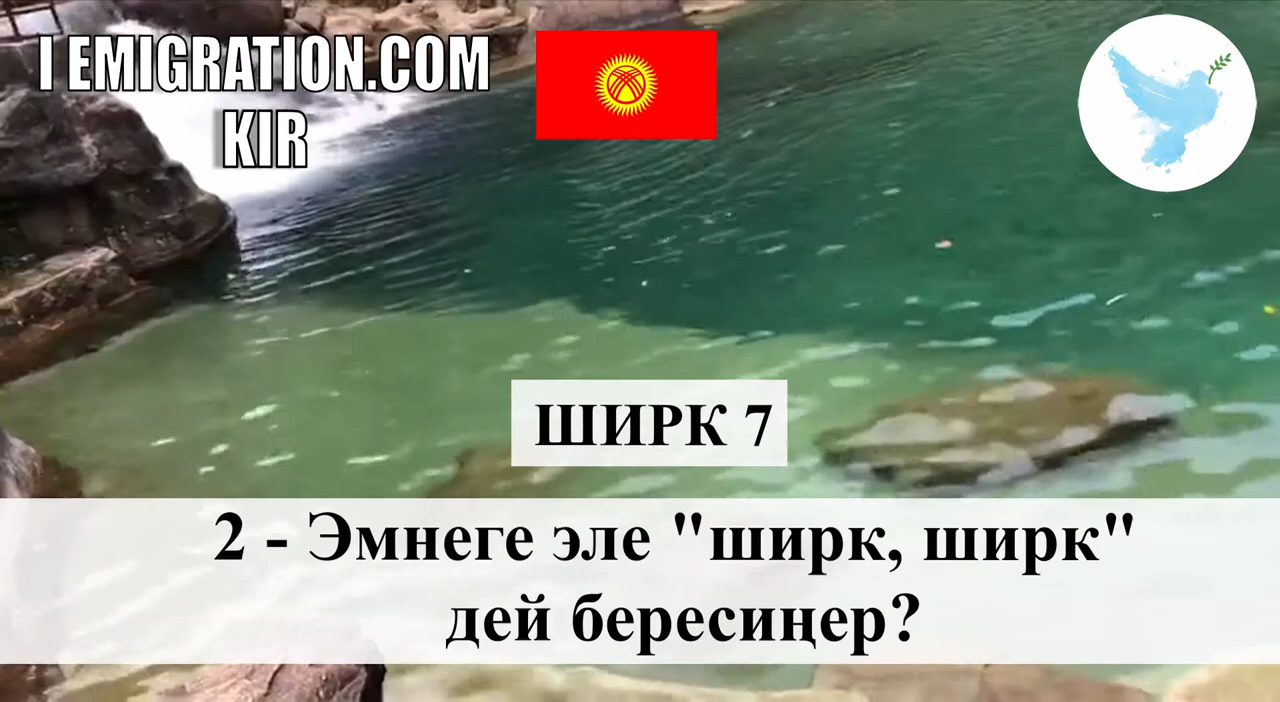 I EMIGRATION.COM
KIR
ШИРК 7
2 - Эмнеге эле "ширк, ширк"
дей бересиңер?